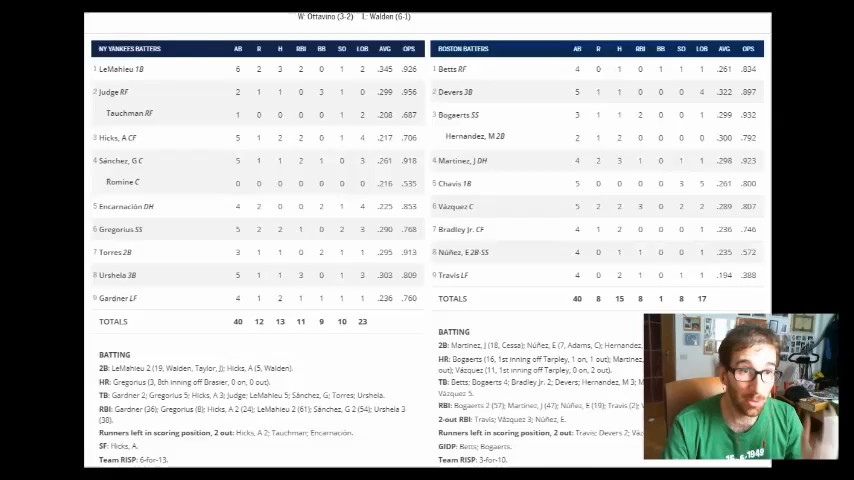 W: Ottavino (3-2) L: Walden (6-1)
NY YANKEES BATTERS AB R H RBI BB SO LOB AVG OPS
1 LeMahieu 1B 6 2 3 2 0 1 2 .345 .926
2 Judge RF 2 1 1 0 3 1 0 .299 .956
Tauchman RF 1 0 0 0 0 1 2 .208 .687
3 Hicks, A CF 5 1 2 2 0 1 4 .217 .706
4 Sánchez, G C 5 1 1 2 1 0 3 .261 .918
Romine C 0 0 0 0 0 0 0 .216 .535
5 Encarnación DH 4 2 0 0 2 1 4 .225 .853
6 Gregorius SS 5 2 2 1 0 2 3 .290 .768
7 Torres 2B 3 1 1 0 2 0 1 .295 .913
8 Urshela 3B 5 1 1 3 0 1 3 .303 .809
9 Gardner LF 4 1 2 1 1 1 1 .236 .760
TOTALS 40 12 13 11 9 10 23
BATTING
2B: LeMahieu 2 (19, Walden, Taylor, J); Hicks, A (5, Walden).
HR: Gregorius (3, 8th inning off Brasier, 0 on, 0 out).
TB: Gardner 2; Gregorius 5; Hicks, A 3; Judge; LeMahieu 5; Sánchez, G; Torres; Urshela.
RBI: Gardner (36); Gregorius (8); Hicks, A 2 (24); LeMahieu 2 (61); Sánchez, G 2 (54); Urshela 3
(38).
Runners left in scoring position, 2 out: Hicks, A 2; Tauchman; Encarnación.
SF: Hicks, A.
Team RISP: 6-for-13.
BOSTON BATTERS AB R H RBI BB SO LOB AVG OPS
1 Betts RF 4 0 1 0 1 1 1 .261 .834
2 Devers 3B 5 1 1 0 0 0 4 .322 .897
3 Bogaerts SS 3 1 1 2 0 0 0 .299 .932
Hernandez, M 2B 2 1 2 0 0 0 0 .300 .792
4 Martinez, J DH 4 2 3 1 0 1 1 .298 .923
5 Chavis 1B 5 0 0 0 0 3 5 .261 .800
6 Vázquez C 5 2 2 3 0 2 2 .289 .807
7 Bradley Jr. CF 4 1 2 0 0 0 1 .236 .746
8 Núñez, E 2B-SS 4 0 1 1 0 0 1 .235 .572
9 Travis LF 4 0 2 1 0 1 1 .194 .388
TOTALS 40 8 15 8 1 8 17
BATTING
2B: Martinez, J (18, Cessa); Núñez, E (7, Adams, C); Hernandez,
HR: Bogaerts (16, 1st inning off Tarpley, 1 on, 1 out); Martinez,
out); Vázquez (11, 1st inning off Tarpley, 0 on, 2 out).
TB: Betts; Bogaerts 4; Bradley Jr. 2; Devers; Hernandez, M 3;
Vázquez 5.
RBI: Bogaerts 2 (57); Martinez, J (47); Núñez, E (19); Travis (2);
2-out RBI: Travis; Vázquez 3; Núñez, E.
Runners left in scoring position, 2 out: Travis; Devers 2;
GIDP: Betts; Bogaerts.
Team RISP: 3-for-10.